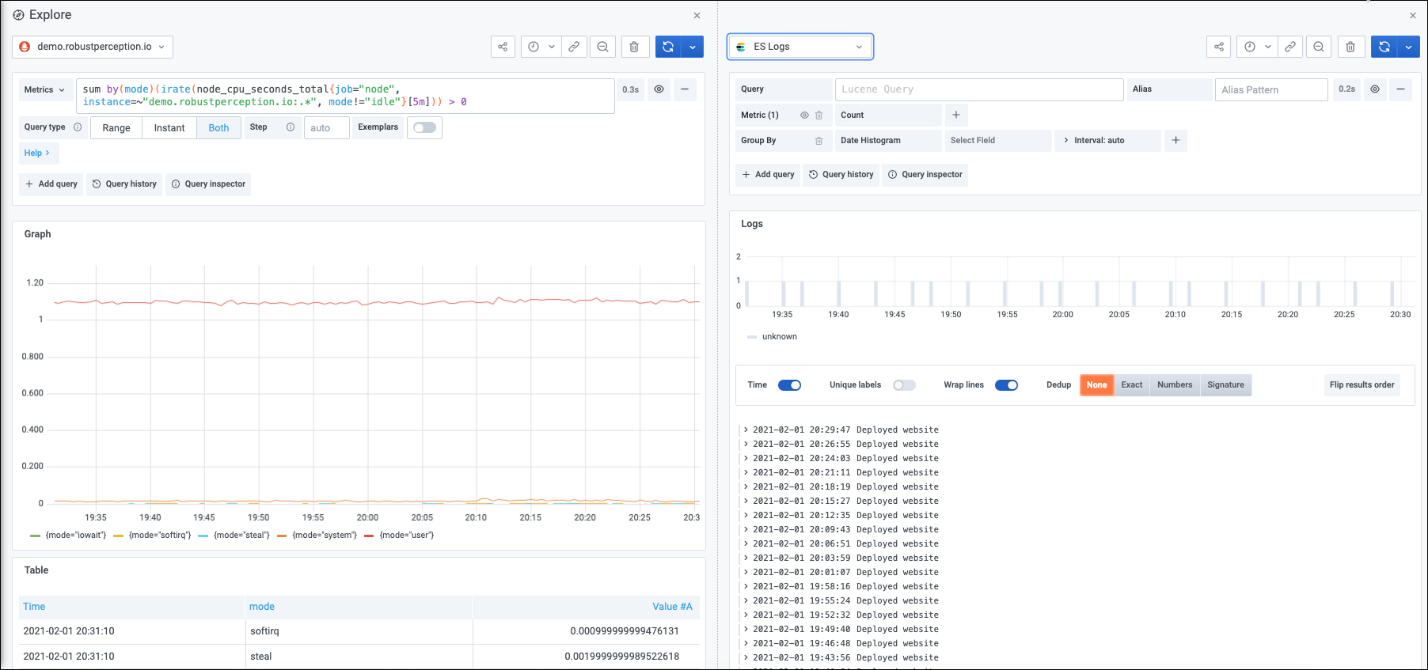 Explore
demo.robustperception.io
Metrics
sum by(mode)(irate(node_cpu_seconds_total{job="node",
instance=~"demo.robustperception.io:.*", mode!="idle"}[5m])) > 0
0.3s
Query type Range Instant Both Step auto Exemplars
Help >
+ Add query Query history Query inspector
Graph
1.20
1
0.800
0.600
0.400
0.200
0
19:35 19:40 19:45 19:50 19:55 20:00 20:05 20:10 20:15 20:20 20:25 20:3
{mode="iowait"} {mode="softirq"} {mode="steal"} {mode="system"} {mode="user"}
Table
Time mode Value #A
2021-02-01 20:31:10 softirq 0.000999999999476131
2021-02-01 20:31:10 steal 0.0019999999989522618
ES Logs
Query Lucene Query Alias Alias Pattern 0.2s
Metric (1) Count +
Group By Date Histogram Select Field > Interval: auto +
+ Add query Query history Query inspector
Logs
2
1
0
19:35 19:40 19:45 19:50 19:55 20:00 20:05 20:10 20:15 20:20 20:25 20:30
unknown
Time Unique labels Wrap lines Dedup None Exact Numbers Signature Flip results order
> 2021-02-01 20:29:47 Deployed website
> 2021-02-01 20:26:55 Deployed website
> 2021-02-01 20:24:03 Deployed website
> 2021-02-01 20:21:11 Deployed website
> 2021-02-01 20:18:19 Deployed website
> 2021-02-01 20:15:27 Deployed website
> 2021-02-01 20:12:35 Deployed website
> 2021-02-01 20:09:43 Deployed website
> 2021-02-01 20:06:51 Deployed website
> 2021-02-01 20:03:59 Deployed website
> 2021-02-01 20:01:07 Deployed website
> 2021-02-01 19:58:16 Deployed website
> 2021-02-01 19:55:24 Deployed website
> 2021-02-01 19:52:32 Deployed website
> 2021-02-01 19:49:40 Deployed website
> 2021-02-01 19:46:48 Deployed website
> 2021-02-01 19:43:56 Deployed website